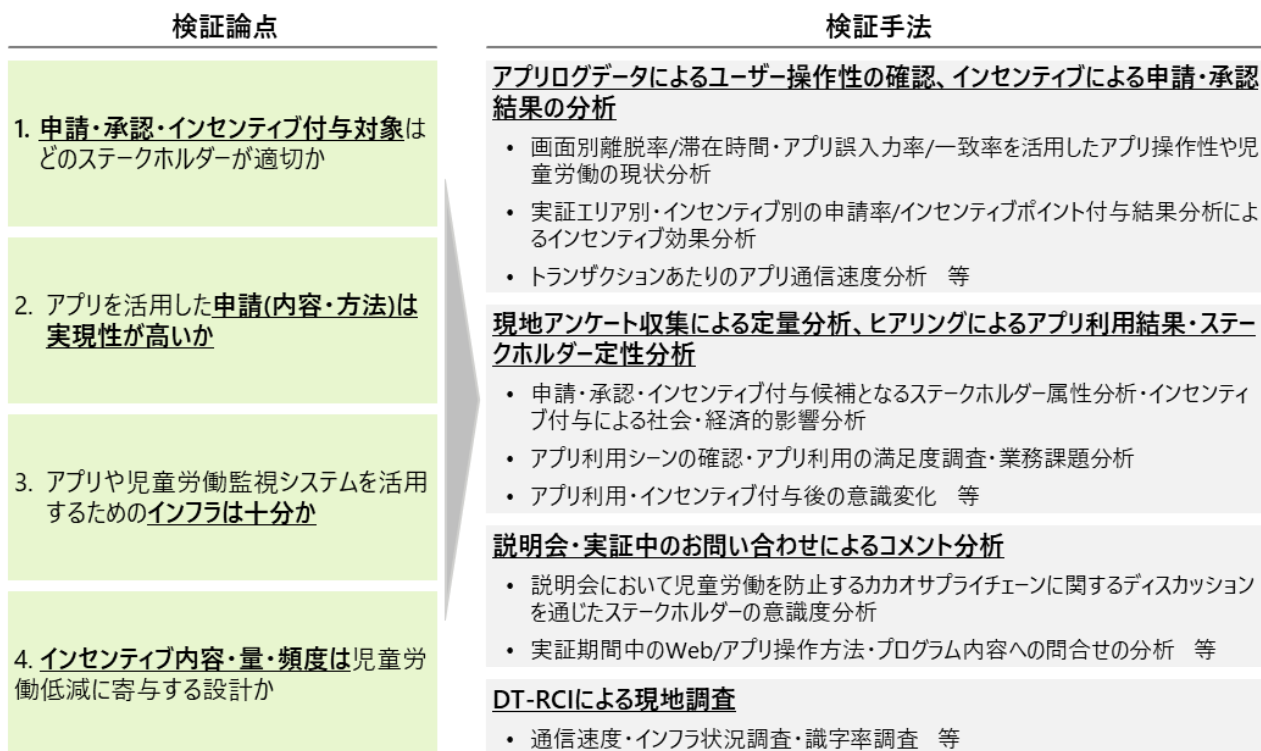 検証論点
1. 申請・承認・インセンティブ付与対象は
どのステークホルダーが適切か
2. アプリを活用した申請(内容・方法)は
実現性が高いか
3. アプリや児童労働監視システムを活用
するためのインフラは十分か
4. インセンティブ内容・量・頻度は児童労
働低減に寄与する設計か
検証手法
アプリログデータによるユーザー操作性の確認、インセンティブによる申請・承認
結果の分析
• 画面別離脱率/滞在時間・アプリ誤入力率/一致率を活用したアプリ操作性や児
童労働の現状分析
• 実証エリア別・インセンティブ別の申請率/インセンティブポイント付与結果分析によ
るインセンティブ効果分析
• トランザクションあたりのアプリ通信速度分析 等
現地アンケート収集による定量分析、ヒアリングによるアプリ利用結果・ステー
クホルダー定性分析
• 申請・承認・インセンティブ付与候補となるステークホルダー属性分析・インセンティ
ブ付与による社会・経済的影響分析
• アプリ利用シーンの確認・アプリ利用の満足度調査・業務課題分析
• アプリ利用・インセンティブ付与後の意識変化 等
説明会・実証中のお問い合わせによるコメント分析
• 説明会において児童労働を防止するカカオサプライチェーンに関するディスカッション
を通じたステークホルダーの意識度分析
• 実証期間中のWeb/アプリ操作方法・プログラム内容への問合せの分析 等
DT-RCIによる現地調査
• 通信速度・インフラ状況調査・識字率調査 等